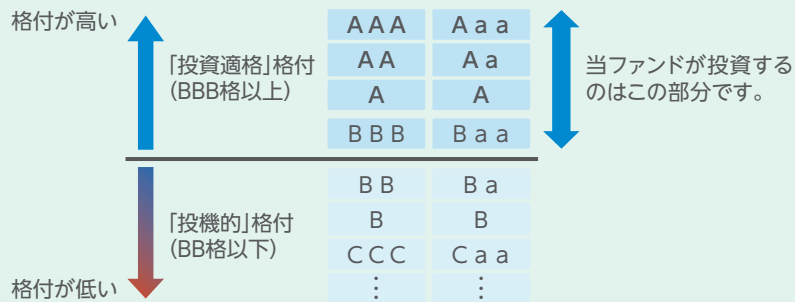 格付が高い
「投資適格」格付
(BBB格以上)
AAA Aaa
AA Aa
A A
BBB Baa
当ファンドが投資する
のはこの部分です。
「投機的」格付
(BB格以下)
BB Ba
B B
CCC Caa
⋮ ⋮
格付が低い